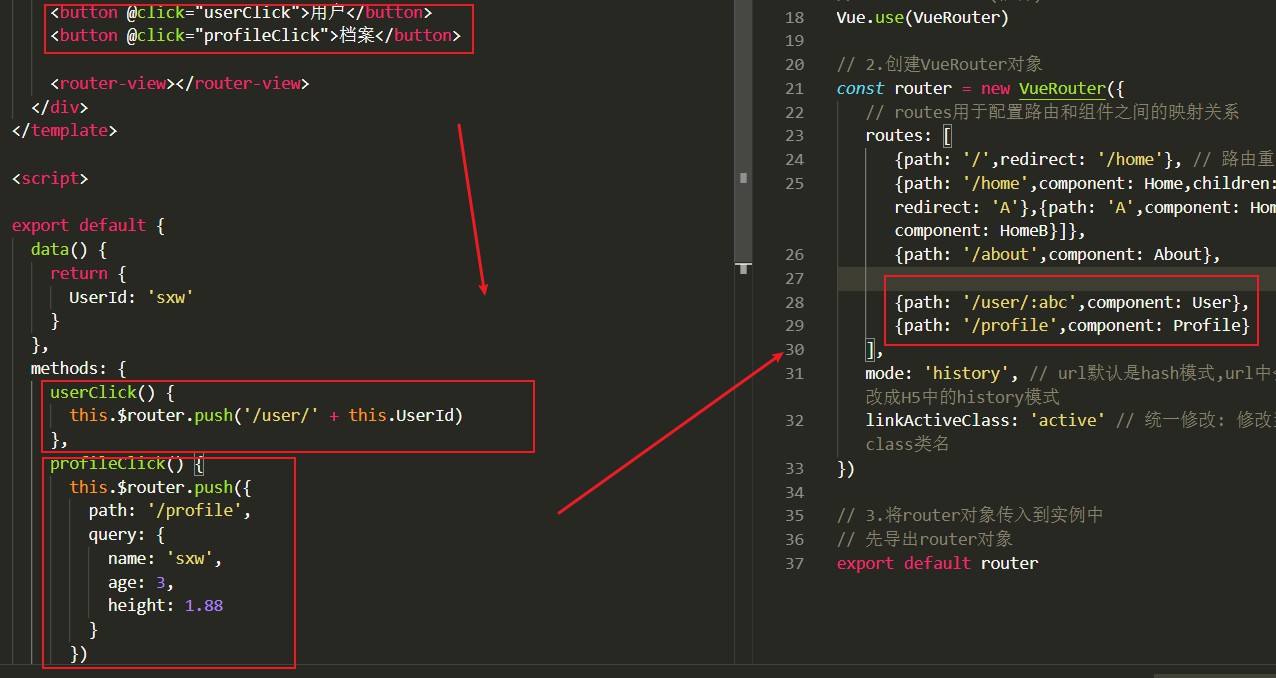 <button @click="userClick">用户</button>
<button @click="profileClick">档案</button>
<router-view></router-view>
</div>
</template>
<script>
export default {
data() {
return {
UserId: 'sxw'
}
},
methods: {
userClick() {
this.$router.push('/user/' + this.UserId)
},
profileClick() {
this.$router.push({
path: '/profile',
query: {
name: 'sxw',
age: 3,
height: 1.88
}
})
18 Vue.use(VueRouter)
19
20 // 2.创建VueRouter对象
21 const router = new VueRouter({
22 // routes用于配置路由和组件之间的映射关系
23 routes: [
24 {path: '/',redirect: '/home'}, // 路由重
25 {path: '/home',component: Home,children:
redirect: 'A'},{path: 'A',component: Hom
component: HomeB}]},
26 {path: '/about',component: About},
27
28 {path: '/user/:abc',component: User},
29 {path: '/profile',component: Profile}
30 ],
31 mode: 'history', // url默认是hash模式,url中
改成H5中的history模式
32 linkActiveClass: 'active' // 统一修改: 修改
class类名
33 })
34
35 // 3.将router对象传入到实例中
36 // 先导出router对象
37 export default router